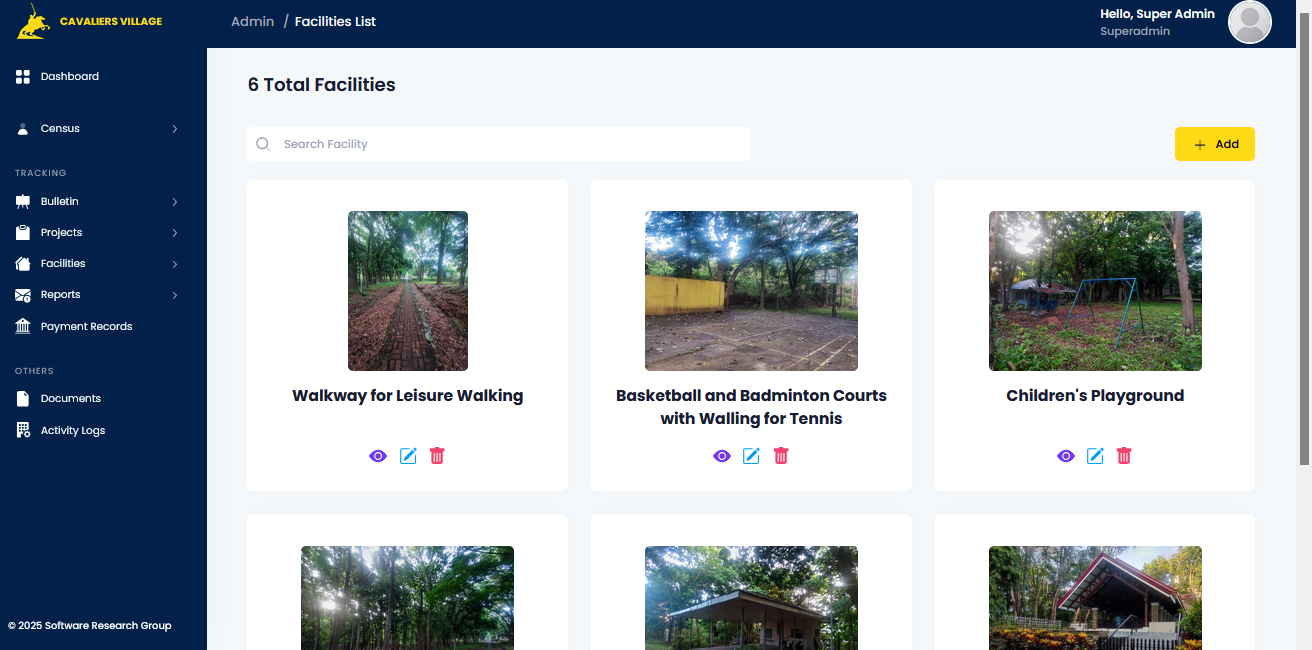 CAVALIERS VILLAGE
Admin / Facilities List
Hello, Super Admin
Superadmin
Dashboard
Census
TRACKING
Bulletin
Projects
Facilities
Reports
Payment Records
OTHERS
Documents
Activity Logs
© 2025 Software Research Group
6 Total Facilities
Search Facility
+ Add
Walkway for Leisure Walking
Basketball and Badminton Courts
with Walling for Tennis
Children's Playground